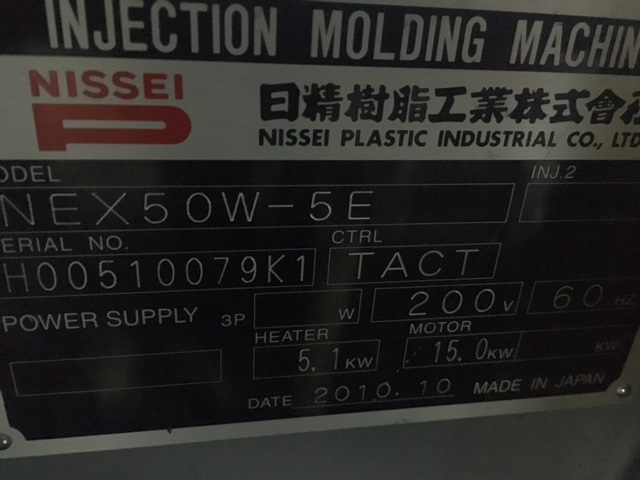 INJECTION MOLDING MACHIN
NISSEI
日精樹脂工業株式會社
NISSEI PLASTIC INDUSTRIAL CO., LTD
ODEL
INJ.2
NEX50W-5E
ERIAL NO.
CTRL
H00510079K1
TACT
POWER SUPPLY 3P W 200V 60 HZ
HEATER
MOTOR
5.1KW
15.0KW
KW
DATE 2010.10 MADE IN JAPAN